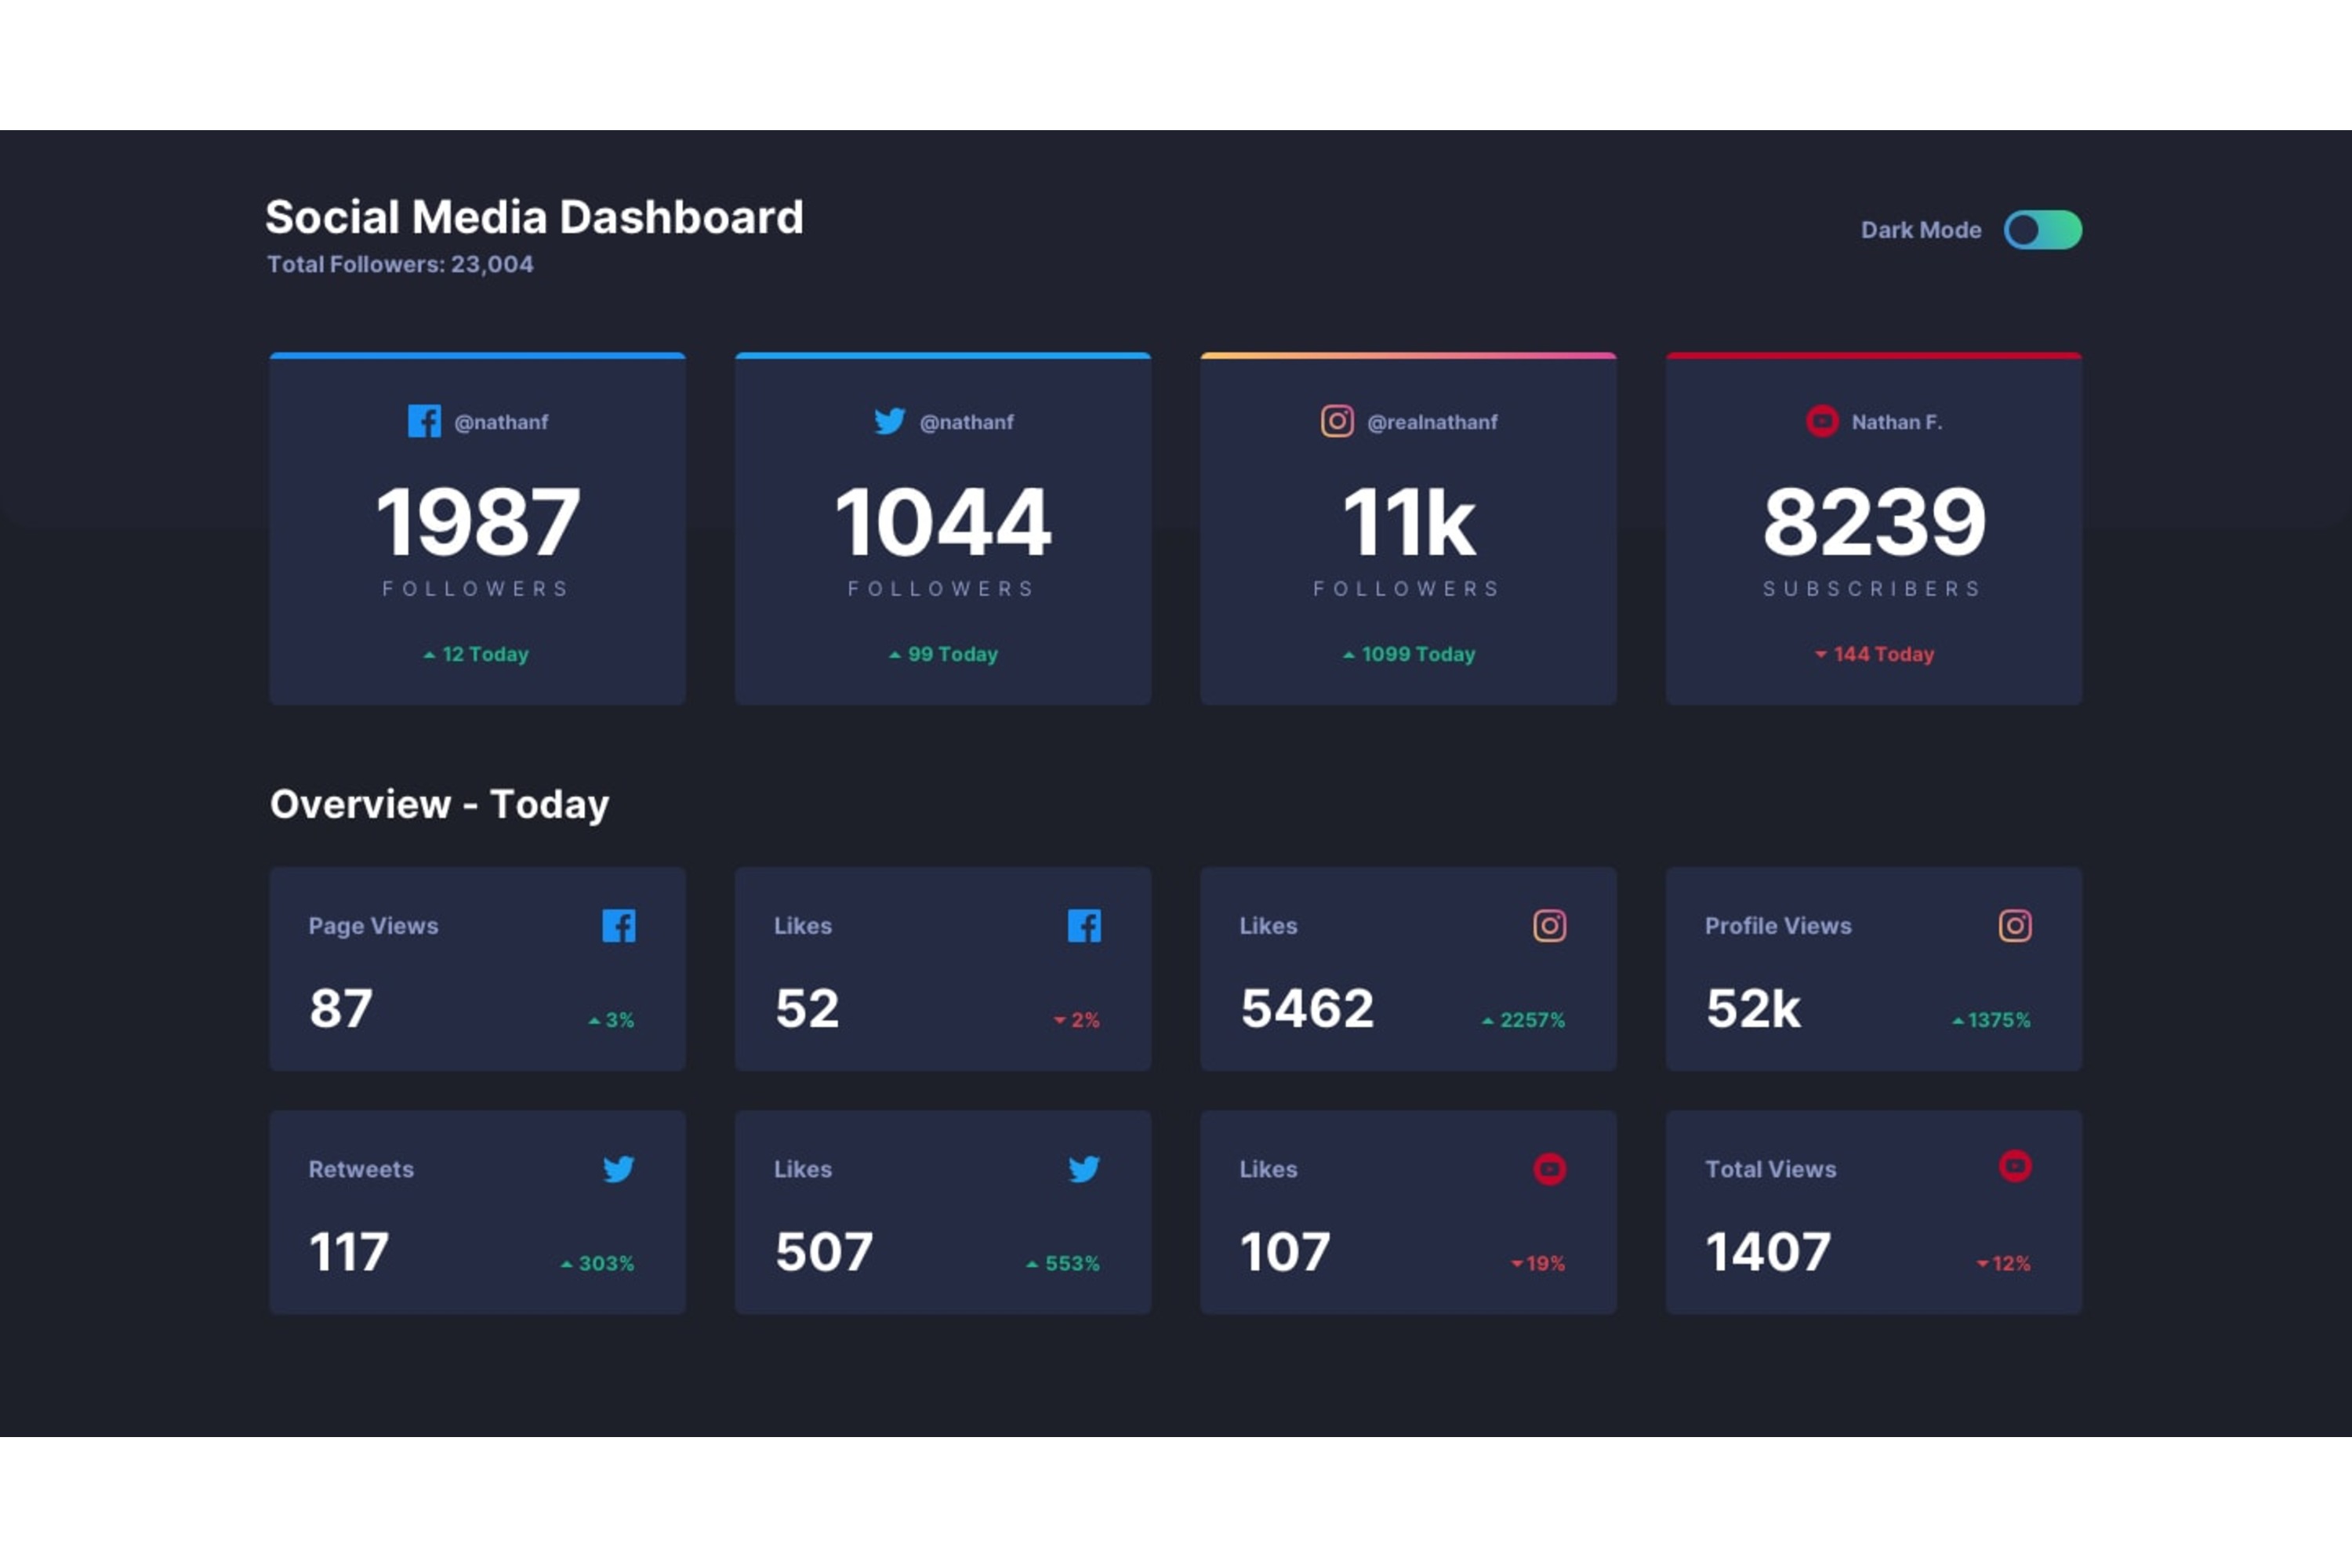 Social Media Dashboard
Total Followers: 23,004
Dark Mode
@nathanf
1987
FOLLOWERS
12 Today
@nathanf
1044
FOLLOWERS
99 Today
@realnathanf
11k
FOLLOWERS
1099 Today
Nathan F.
8239
SUBSCRIBERS
144 Today
Overview - Today
Page Views
87
3%
Likes
52
2%
Likes
5462
2257%
Profile Views
52k
1375%
Retweets
117
303%
Likes
507
553%
Likes
107
19%
Total Views
1407
12%